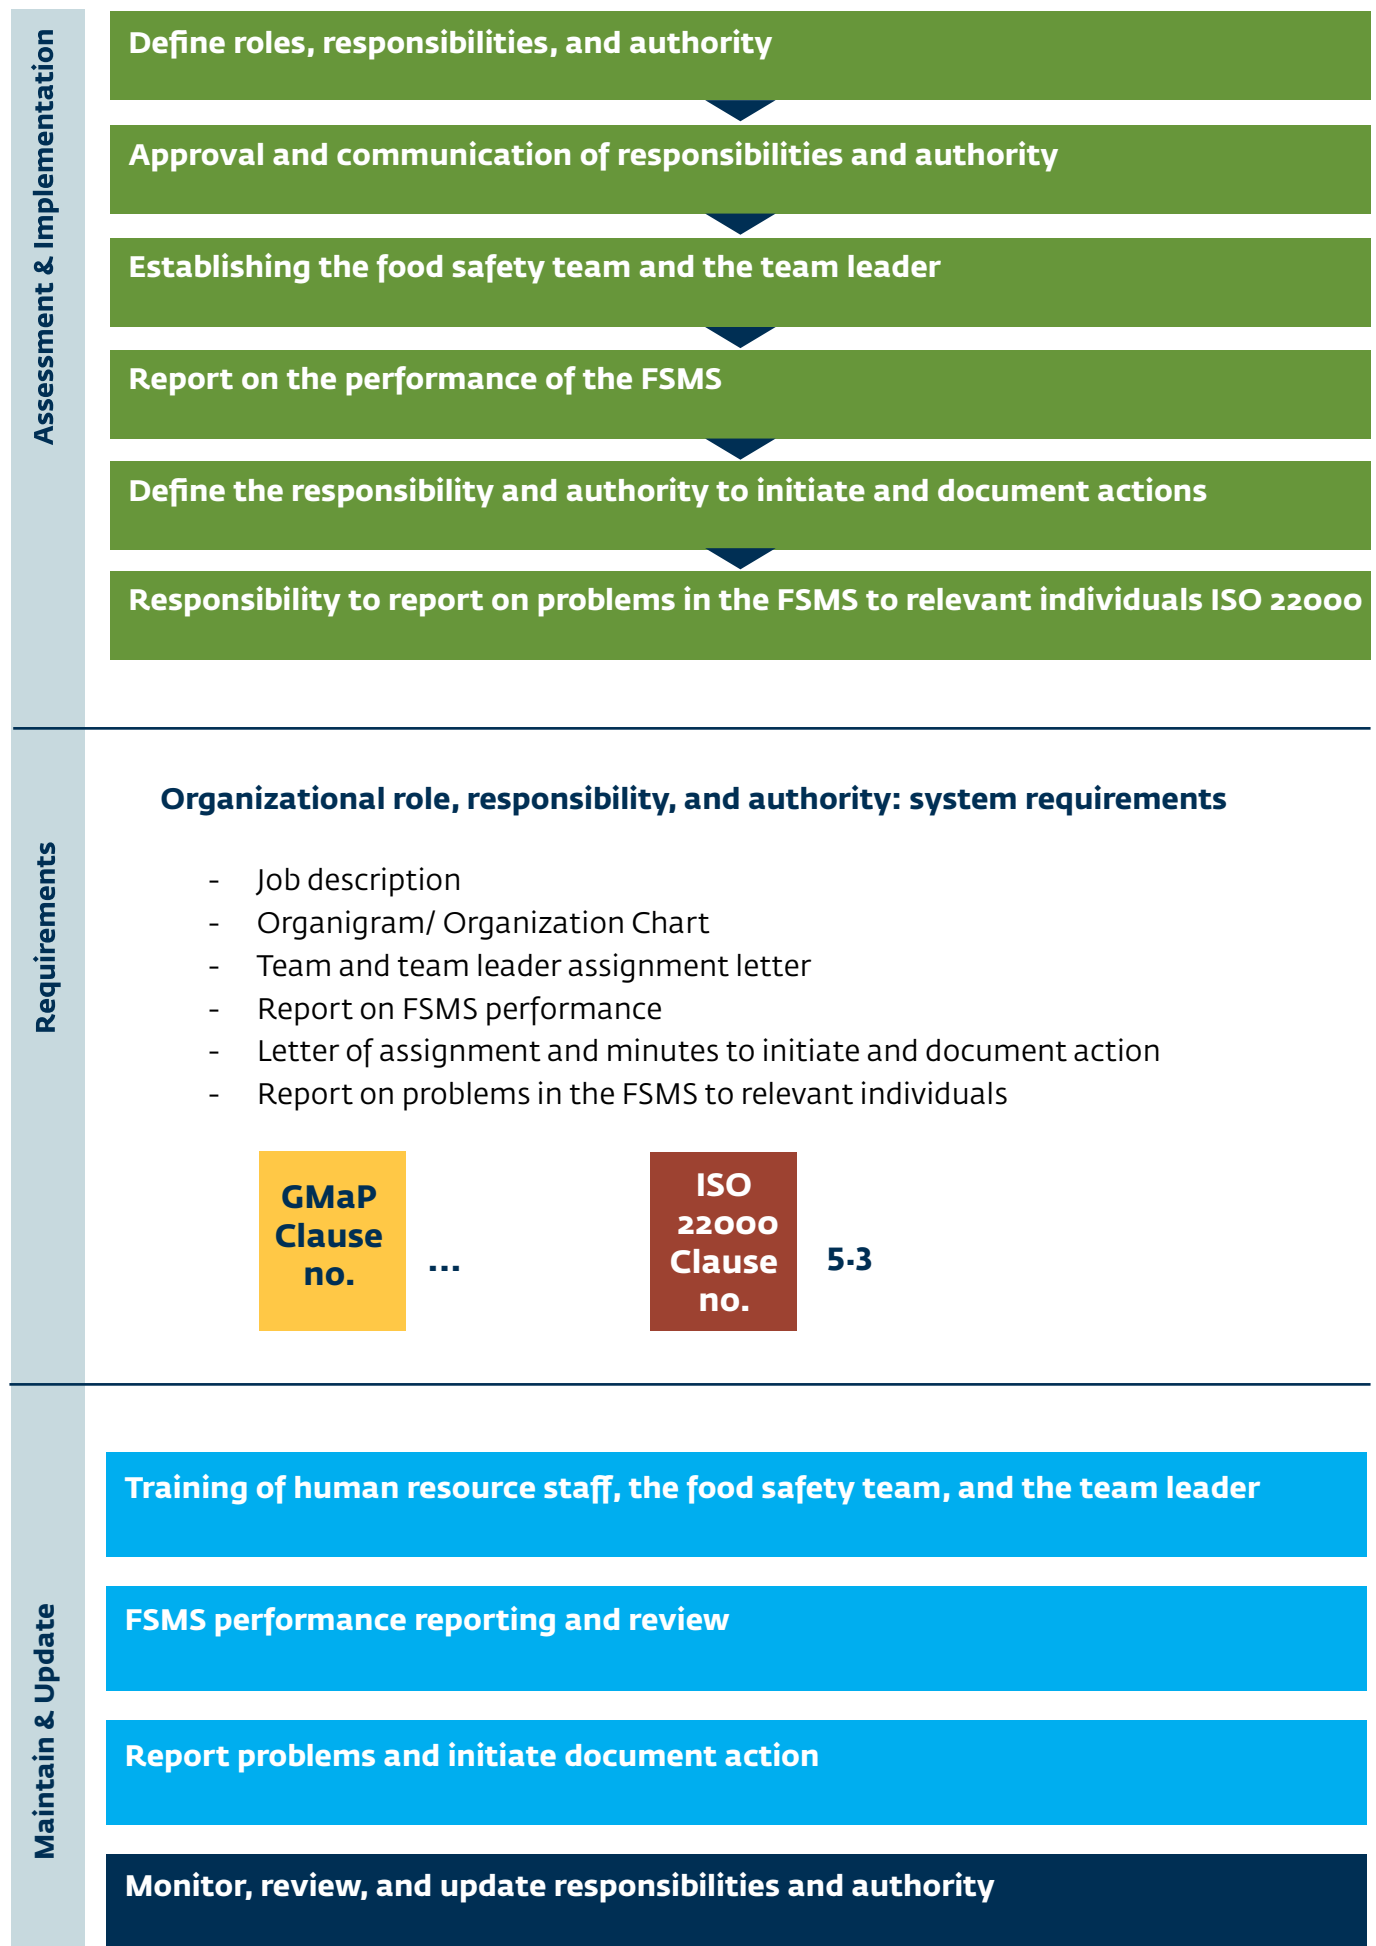 Assessment & Implementation
Define roles, responsibilities, and authority
Approval and communication of responsibilities and authority
Establishing the food safety team and the team leader
Report on the performance of the FSMS
Define the responsibility and authority to initiate and document actions
Responsibility to report on problems in the FSMS to relevant individuals ISO 22000
Requirements
Organizational role, responsibility, and authority: system requirements
- Job description
- Organigram/ Organization Chart
- Team and team leader assignment letter
- Report on FSMS performance
- Letter of assignment and minutes to initiate and document action
- Report on problems in the FSMS to relevant individuals
GMaP
Clause
no.
...
ISO
22000
Clause
no.
5.3
Maintain & Update
Training of human resource staff, the food safety team, and the team leader
FSMS performance reporting and review
Report problems and initiate document action
Monitor, review, and update responsibilities and authority